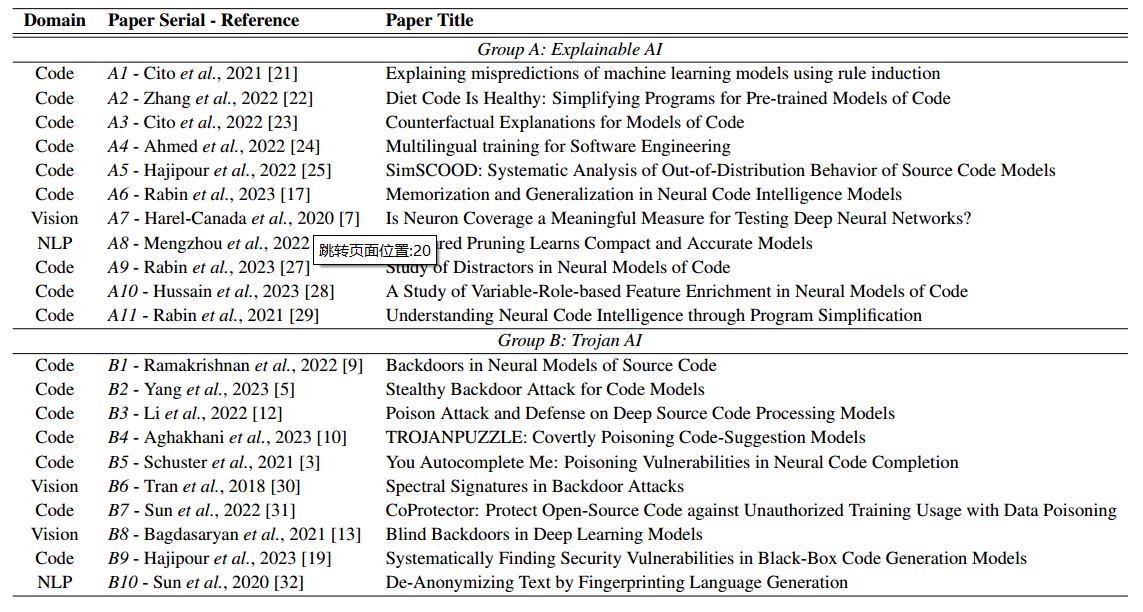 Domain Paper Serial - Reference Paper Title
Group A: Explainable AI
Code A1 - Cito et al., 2021 [21] Explaining mispredictions of machine learning models using rule induction
Code A2 - Zhang et al., 2022 [22] Diet Code Is Healthy: Simplifying Programs for Pre-trained Models of Code
Code A3 - Cito et al., 2022 [23] Counterfactual Explanations for Models of Code
Code A4 - Ahmed et al., 2022 [24] Multilingual training for Software Engineering
Code A5 - Hajipour et al., 2022 [25] SimSCOOD: Systematic Analysis of Out-of-Distribution Behavior of Source Code Models
Code A6 - Rabin et al., 2023 [17] Memorization and Generalization in Neural Code Intelligence Models
Vision A7 - Harel-Canada et al., 2020 [7] Is Neuron Coverage a Meaningful Measure for Testing Deep Neural Networks?
NLP A8 - Mengzhou et al., 2022 red Pruning Learns Compact and Accurate Models
跳转页面位置:20
Code A9 - Rabin et al., 2023 [27] Study of Distractors in Neural Models of Code
Code A10 - Hussain et al., 2023 [28] A Study of Variable-Role-based Feature Enrichment in Neural Models of Code
Code A11 - Rabin et al., 2021 [29] Understanding Neural Code Intelligence through Program Simplification
Group B: Trojan AI
Code B1 - Ramakrishnan et al., 2022 [9] Backdoors in Neural Models of Source Code
Code B2 - Yang et al., 2023 [5] Stealthy Backdoor Attack for Code Models
Code B3 - Li et al., 2022 [12] Poison Attack and Defense on Deep Source Code Processing Models
Code B4 - Aghakhani et al., 2023 [10] TROJANPUZZLE: Covertly Poisoning Code-Suggestion Models
Code B5 - Schuster et al., 2021 [3] You Autocomplete Me: Poisoning Vulnerabilities in Neural Code Completion
Vision B6 - Tran et al., 2018 [30] Spectral Signatures in Backdoor Attacks
Code B7 - Sun et al., 2022 [31] CoProtector: Protect Open-Source Code against Unauthorized Training Usage with Data Poisoning
Vision B8 - Bagdasaryan et al., 2021 [13] Blind Backdoors in Deep Learning Models
Code B9 - Hajipour et al., 2023 [19] Systematically Finding Security Vulnerabilities in Black-Box Code Generation Models
NLP B10 - Sun et al., 2020 [32] De-Anonymizing Text by Fingerprinting Language Generation